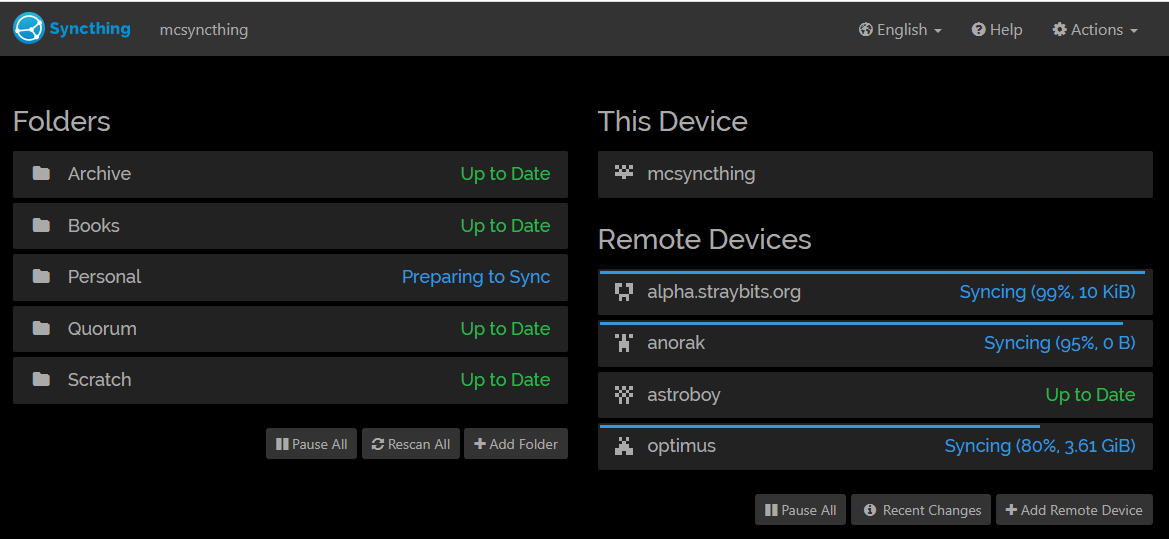 Syncthing mcsyncthing English Help Actions
Folders
Archive Up to Date
Books Up to Date
Personal Preparing to Sync
Quorum Up to Date
Scratch Up to Date
Pause All Rescan All Add Folder
This Device
mcsyncthing
Remote Devices
alpha.straybits.org Syncing (99%, 10 KiB)
anorak Syncing (95%, 0 B)
astroboy Up to Date
optimus Syncing (80%, 3.61 GiB)
Pause All Recent Changes Add Remote Device